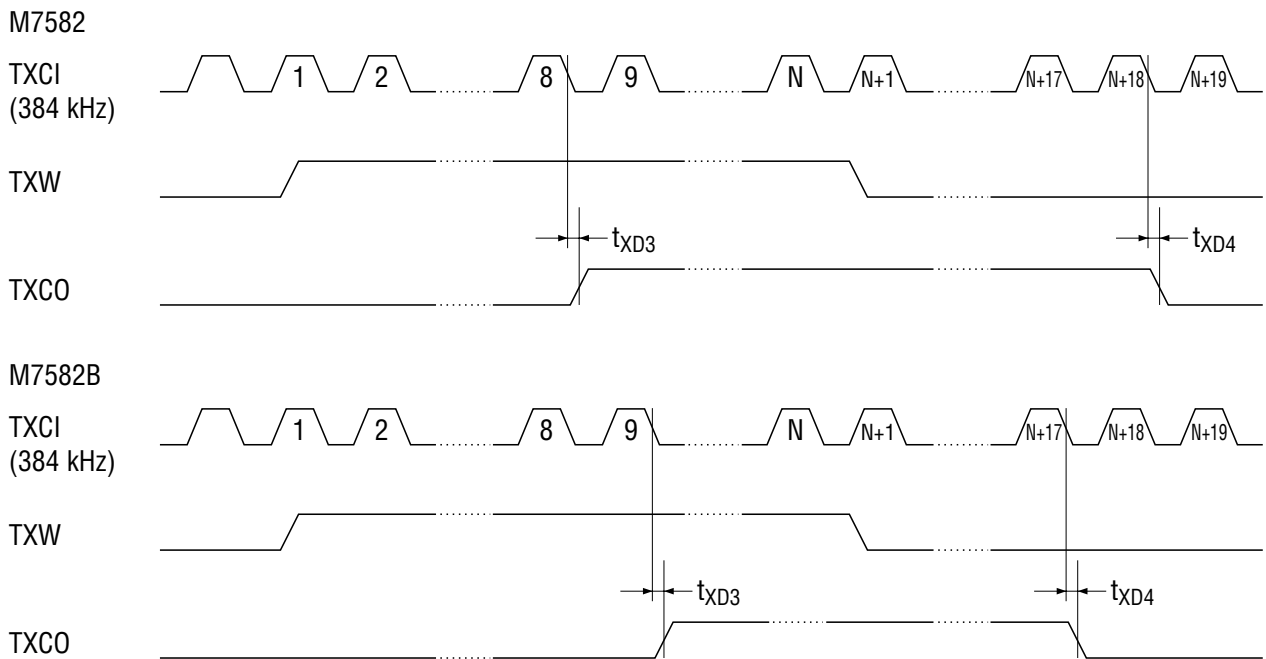 M7582
TXCI
(384 kHz)
1 2 8 9 N N+1 N+17 N+18 N+19
TXW
tXD3 tXD4
TXCO
M7582B
TXCI
(384 kHz)
1 2 8 9 N N+1 N+17 N+18 N+19
TXW
tXD3 tXD4
TXCO